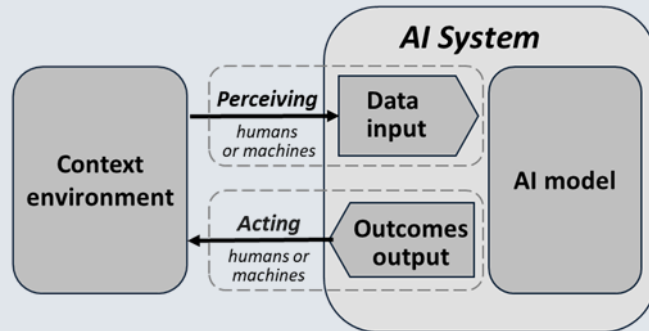 AI System
Perceiving
humans
or machines
Data
input
Context
environment
AI model
Acting
humans or
machines
Outcomes
output